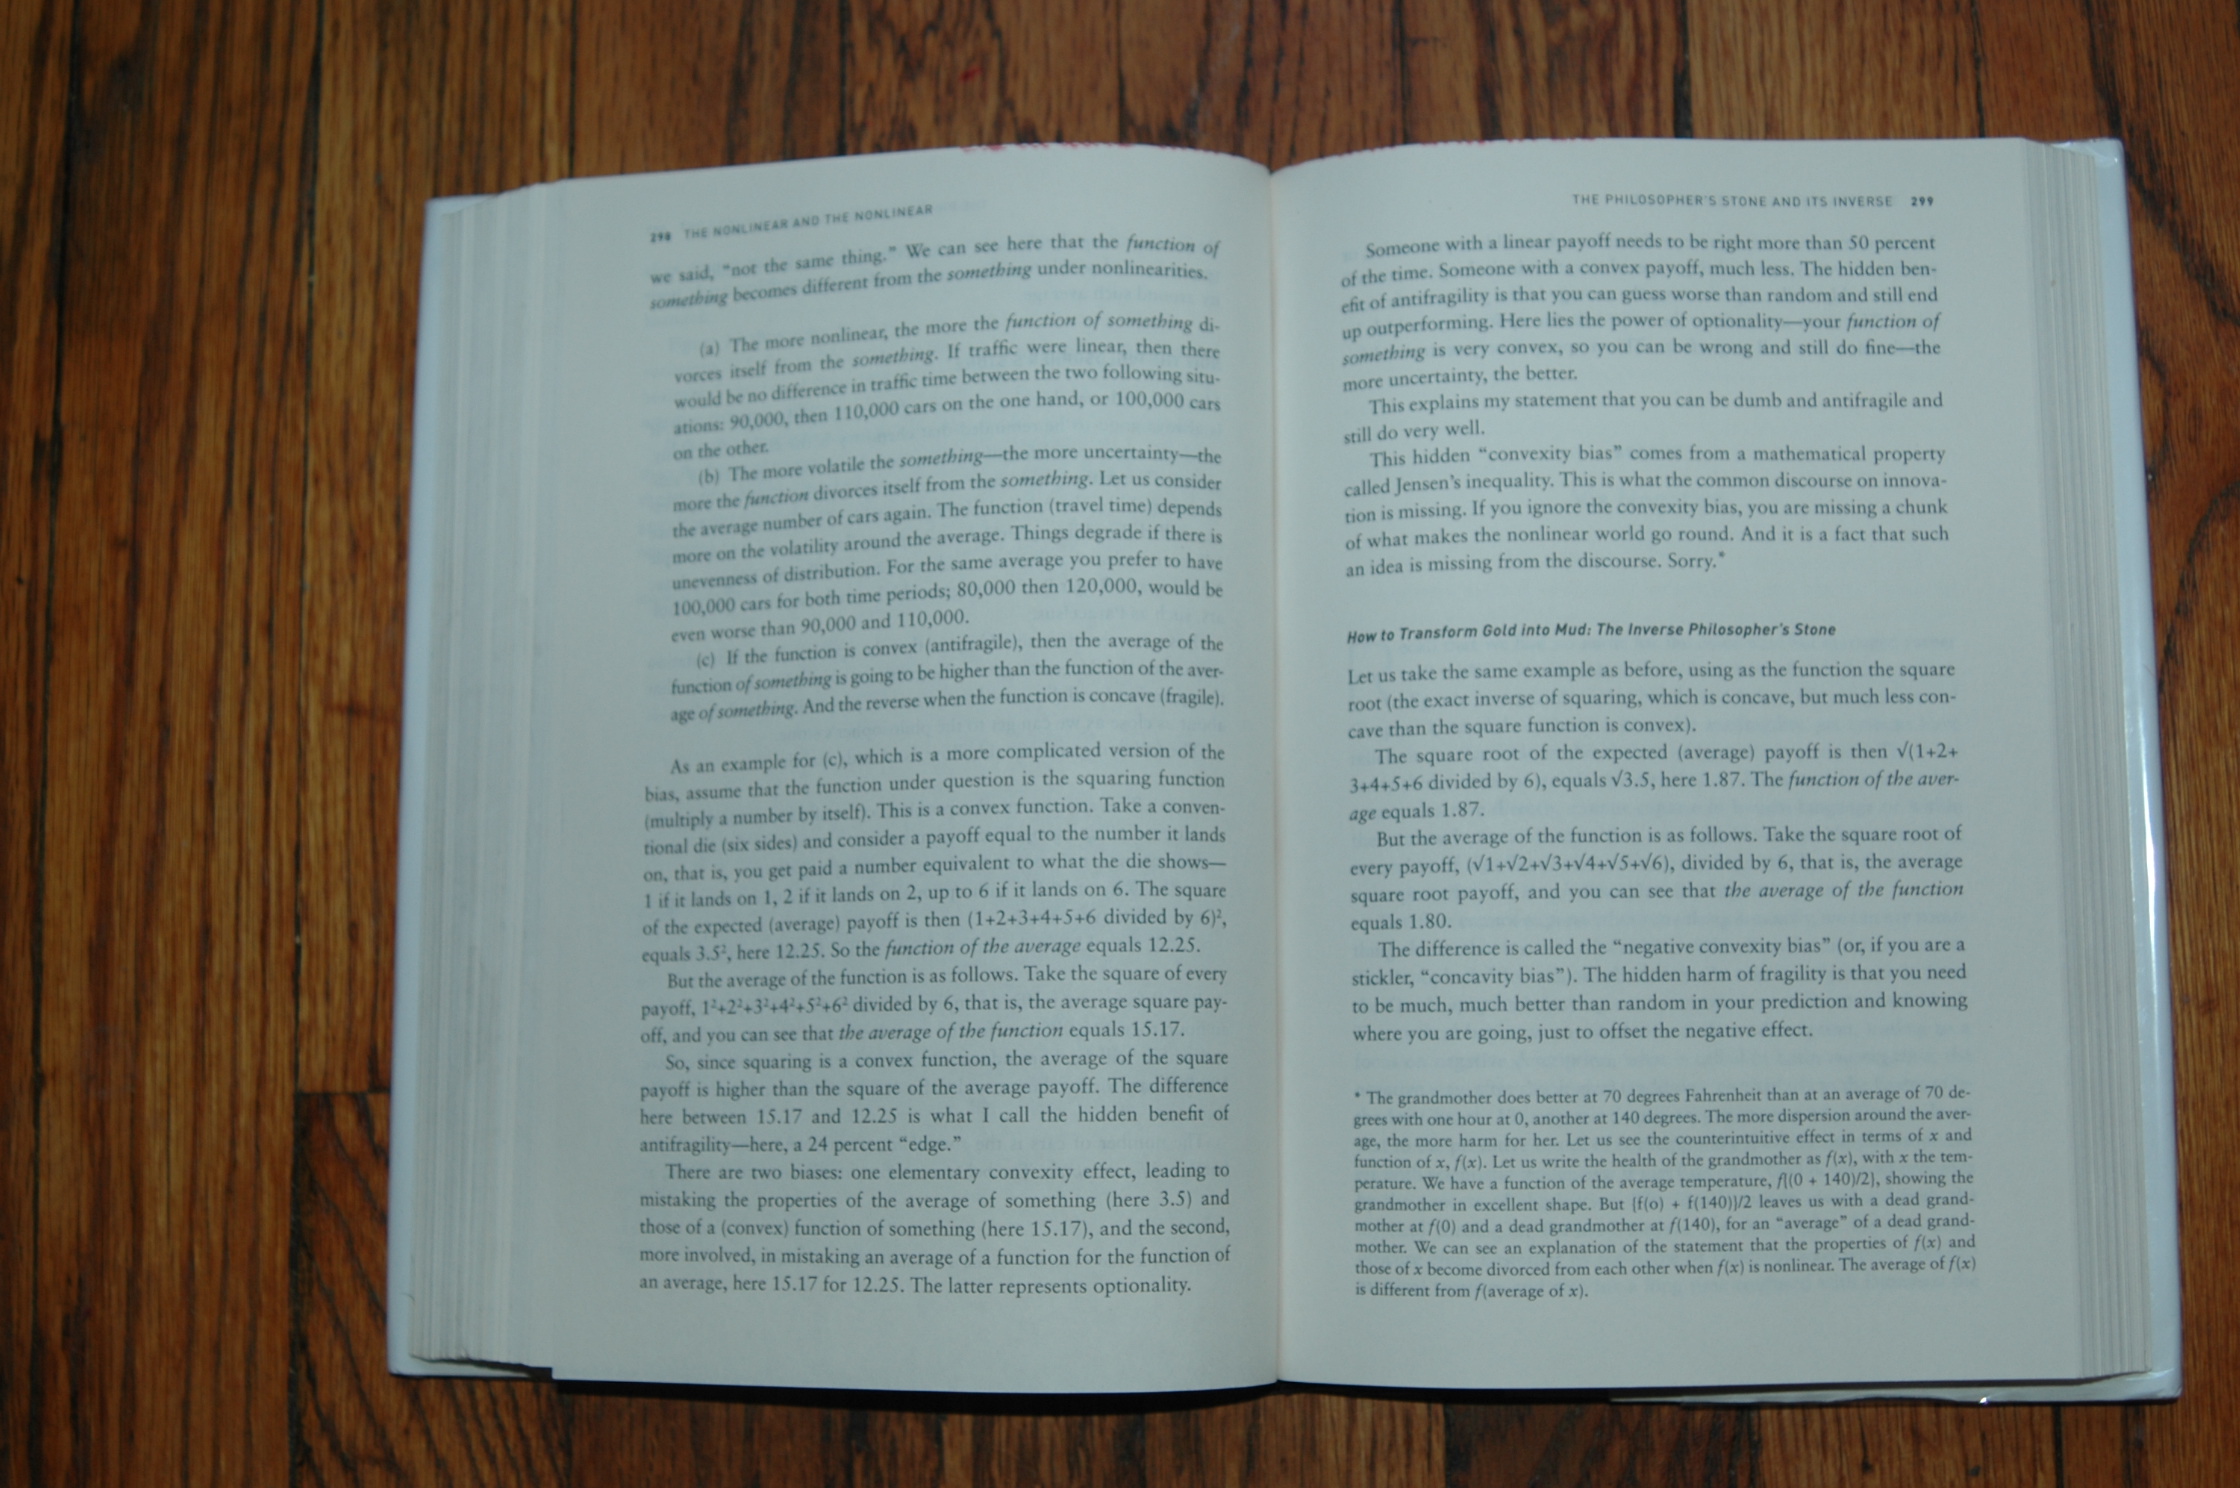 298 THE NONLINEAR AND THE NONLINEAR
we said, "not the same thing." We can see here that the function of
something becomes different from the something under nonlinearities.
(a) The more nonlinear, the more the function of something di-
vorces itself from the something. If traffic were linear, then there
would be no difference in traffic time between the two following situ-
ations: 90,000, then 110,000 cars on the one hand, or 100,000 cars
on the other.
(b) The more volatile the something—the more uncertainty—the
more the function divorces itself from the something. Let us consider
the average number of cars again. The function (travel time) depends
more on the volatility around the average. Things degrade if there is
unevenness of distribution. For the same average you prefer to have
100,000 cars for both time periods; 80,000 then 120,000, would be
even worse than 90,000 and 110,000.
(c) If the function is convex (antifragile), then the average of the
function of something is going to be higher than the function of the aver-
age of something. And the reverse when the function is concave (fragile).
As an example for (c), which is a more complicated version of the
bias, assume that the function under question is the squaring function
(multiply a number by itself). This is a convex function. Take a conven-
tional die (six sides) and consider a payoff equal to the number it lands
on, that is, you get paid a number equivalent to what the die shows—
1 if it lands on 1, 2 if it lands on 2, up to 6 if it lands on 6. The square
of the expected (average) payoff is then (1+2+3+4+5+6 divided by 6)²,
equals 3.5², here 12.25. So the function of the average equals 12.25.
But the average of the function is as follows. Take the square of every
payoff, 1²+2²+3²+4²+5²+6² divided by 6, that is, the average square pay-
off, and you can see that the average of the function equals 15.17.
So, since squaring is a convex function, the average of the square
payoff is higher than the square of the average payoff. The difference
here between 15.17 and 12.25 is what I call the hidden benefit of
antifragility—here, a 24 percent "edge."
There are two biases: one elementary convexity effect, leading to
mistaking the properties of the average of something (here 3.5) and
those of a (convex) function of something (here 15.17), and the second,
more involved, in mistaking an average of a function for the function of
an average, here 15.17 for 12.25. The latter represents optionality.
THE PHILOSOPHER'S STONE AND ITS INVERSE 299
Someone with a linear payoff needs to be right more than 50 percent
of the time. Someone with a convex payoff, much less. The hidden ben-
efit of antifragility is that you can guess worse than random and still end
up outperforming. Here lies the power of optionality—your function of
something is very convex, so you can be wrong and still do fine—the
more uncertainty, the better.
This explains my statement that you can be dumb and antifragile and
still do very well.
This hidden "convexity bias" comes from a mathematical property
called Jensen's inequality. This is what the common discourse on innova-
tion is missing. If you ignore the convexity bias, you are missing a chunk
of what makes the nonlinear world go round. And it is a fact that such
an idea is missing from the discourse. Sorry.*
How to Transform Gold into Mud: The Inverse Philosopher's Stone
Let us take the same example as before, using as the function the square
root (the exact inverse of squaring, which is concave, but much less con-
cave than the square function is convex).
The square root of the expected (average) payoff is then √(1+2+
3+4+5+6 divided by 6), equals √3.5, here 1.87. The function of the aver-
age equals 1.87.
But the average of the function is as follows. Take the square root of
every payoff, (√1+√2+√3+√4+√5+√6), divided by 6, that is, the average
square root payoff, and you can see that the average of the function
equals 1.80.
The difference is called the "negative convexity bias" (or, if you are a
stickler, "concavity bias"). The hidden harm of fragility is that you need
to be much, much better than random in your prediction and knowing
where you are going, just to offset the negative effect.
* The grandmother does better at 70 degrees Fahrenheit than at an average of 70 de-
grees with one hour at 0, another at 140 degrees. The more dispersion around the aver-
age, the more harm for her. Let us see the counterintuitive effect in terms of x and
function of x, f(x). Let us write the health of the grandmother as f(x), with x the tem-
perature. We have a function of the average temperature, f{(0 + 140)/2}, showing the
grandmother in excellent shape. But {f(o) + f(140)}/2 leaves us with a dead grand-
mother at f(0) and a dead grandmother at f(140), for an "average" of a dead grand-
mother. We can see an explanation of the statement that the properties of f(x) and
those of x become divorced from each other when f(x) is nonlinear. The average of f(x)
is different from f(average of x).